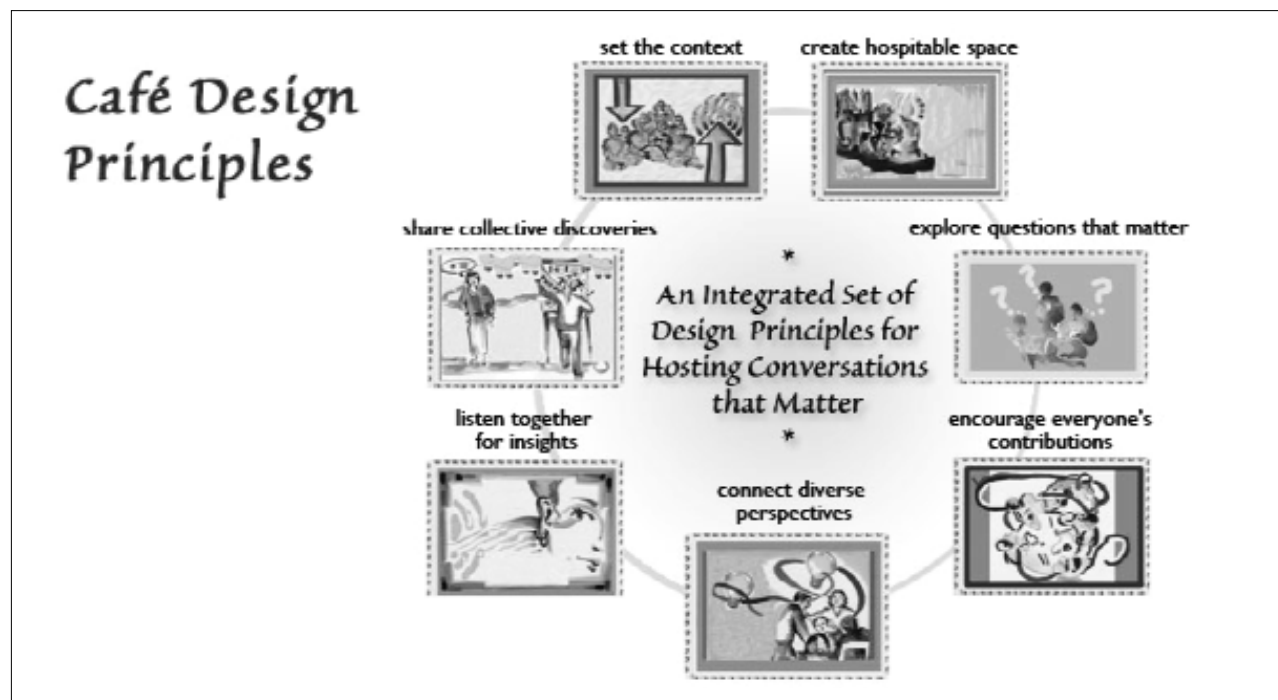 Café Design
Principles
set the context
create hospitable space
explore questions that matter
encourage everyone's
contributions
connect diverse
perspectives
listen together
for insights
share collective discoveries
*
An Integrated Set of
Design Principles for
Hosting Conversations
that Matter
*
? ? ?